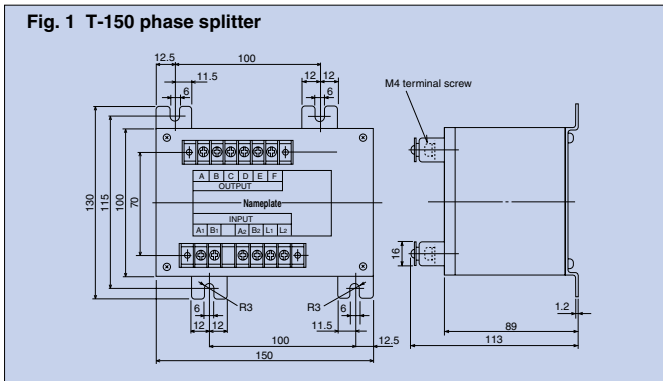 Fig. 1 T-150 phase splitter
12.5
100
11.5
6
12 12
6
M4 terminal screw
130
115
100
70
A B C D E F
OUTPUT
Nameplate
INPUT
A1 B1 A2 B2 L1 L2
16
R3
R3
6
12 12
6
11.5
100
12.5
150
1.2
89
113